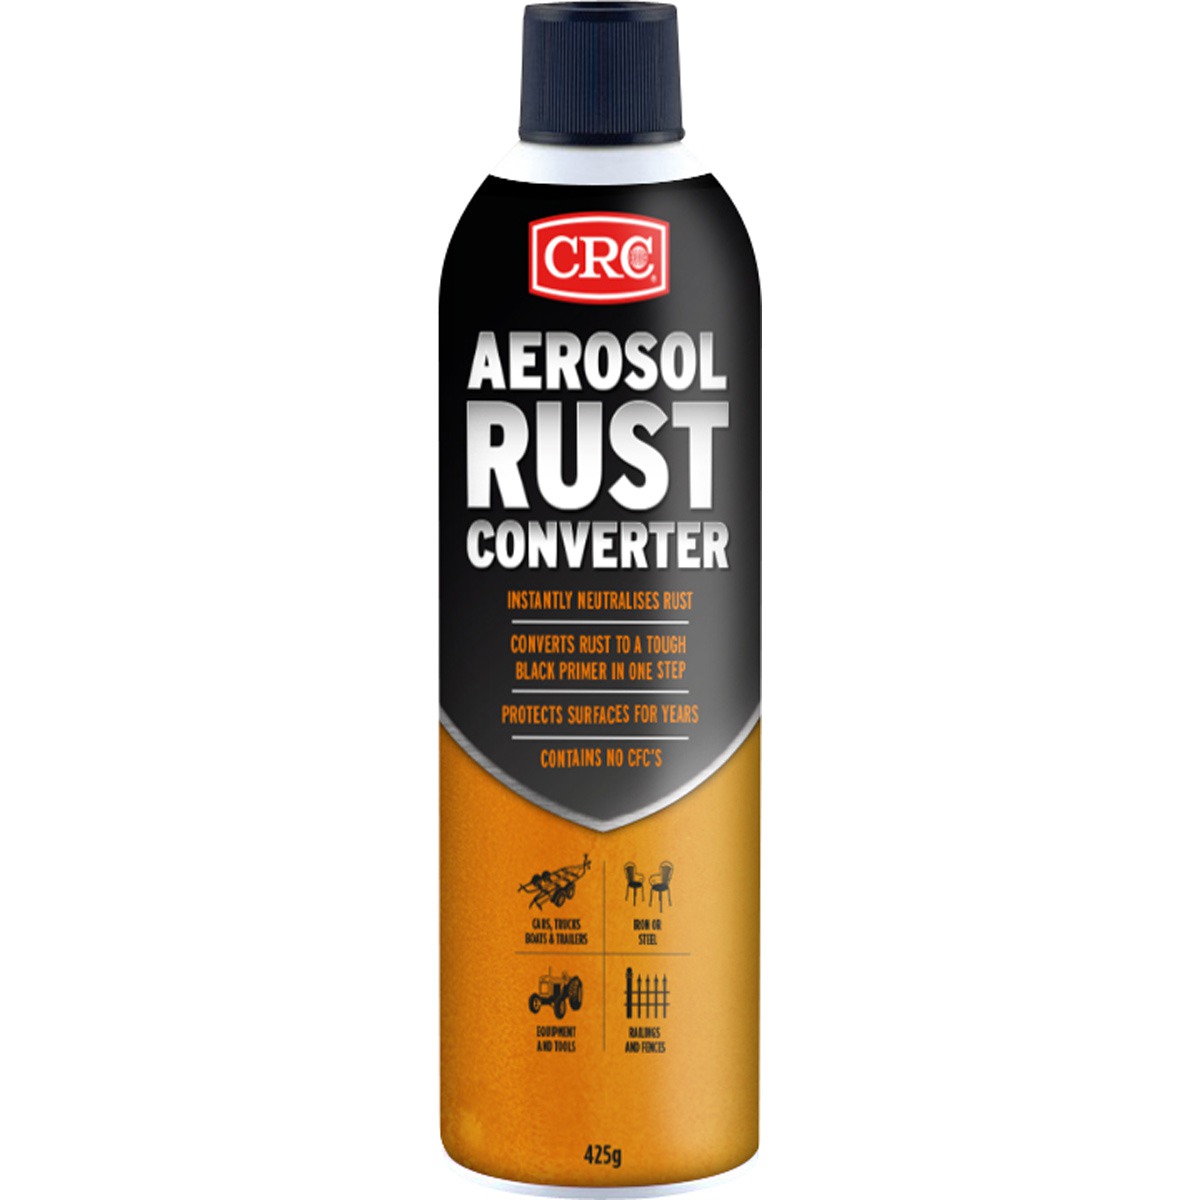 CRC
AEROSOL
RUST
CONVERTER
INSTANTLY NEUTRALISES RUST
CONVERTS RUST TO A TOUGH
BLACK PRIMER IN ONE STEP
PROTECTS SURFACES FOR YEARS
CONTAINS NO CFC'S
CARS, TRUCKS
BOATS & TRAILERS
IRON OR
STEEL
EQUIPMENT
AND TOOLS
RAILINGS
AND FENCES
425g